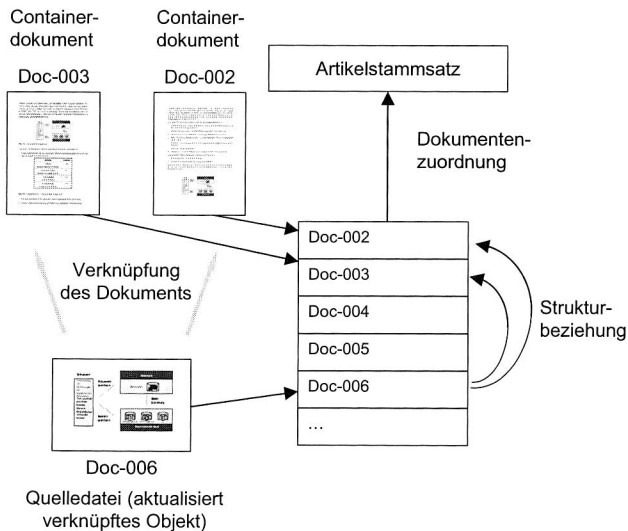 Container-
dokument
Doc-003
Container-
dokument
Doc-002
Artikelstammsatz
Dokumenten-
zuordnung
Doc-002
Doc-003
Doc-004
Doc-005
Doc-006
...
Verknüpfung
des Dokuments
Struktur-
beziehung
Doc-006
Quelledatei (aktualisiert
verknüpftes Objekt)